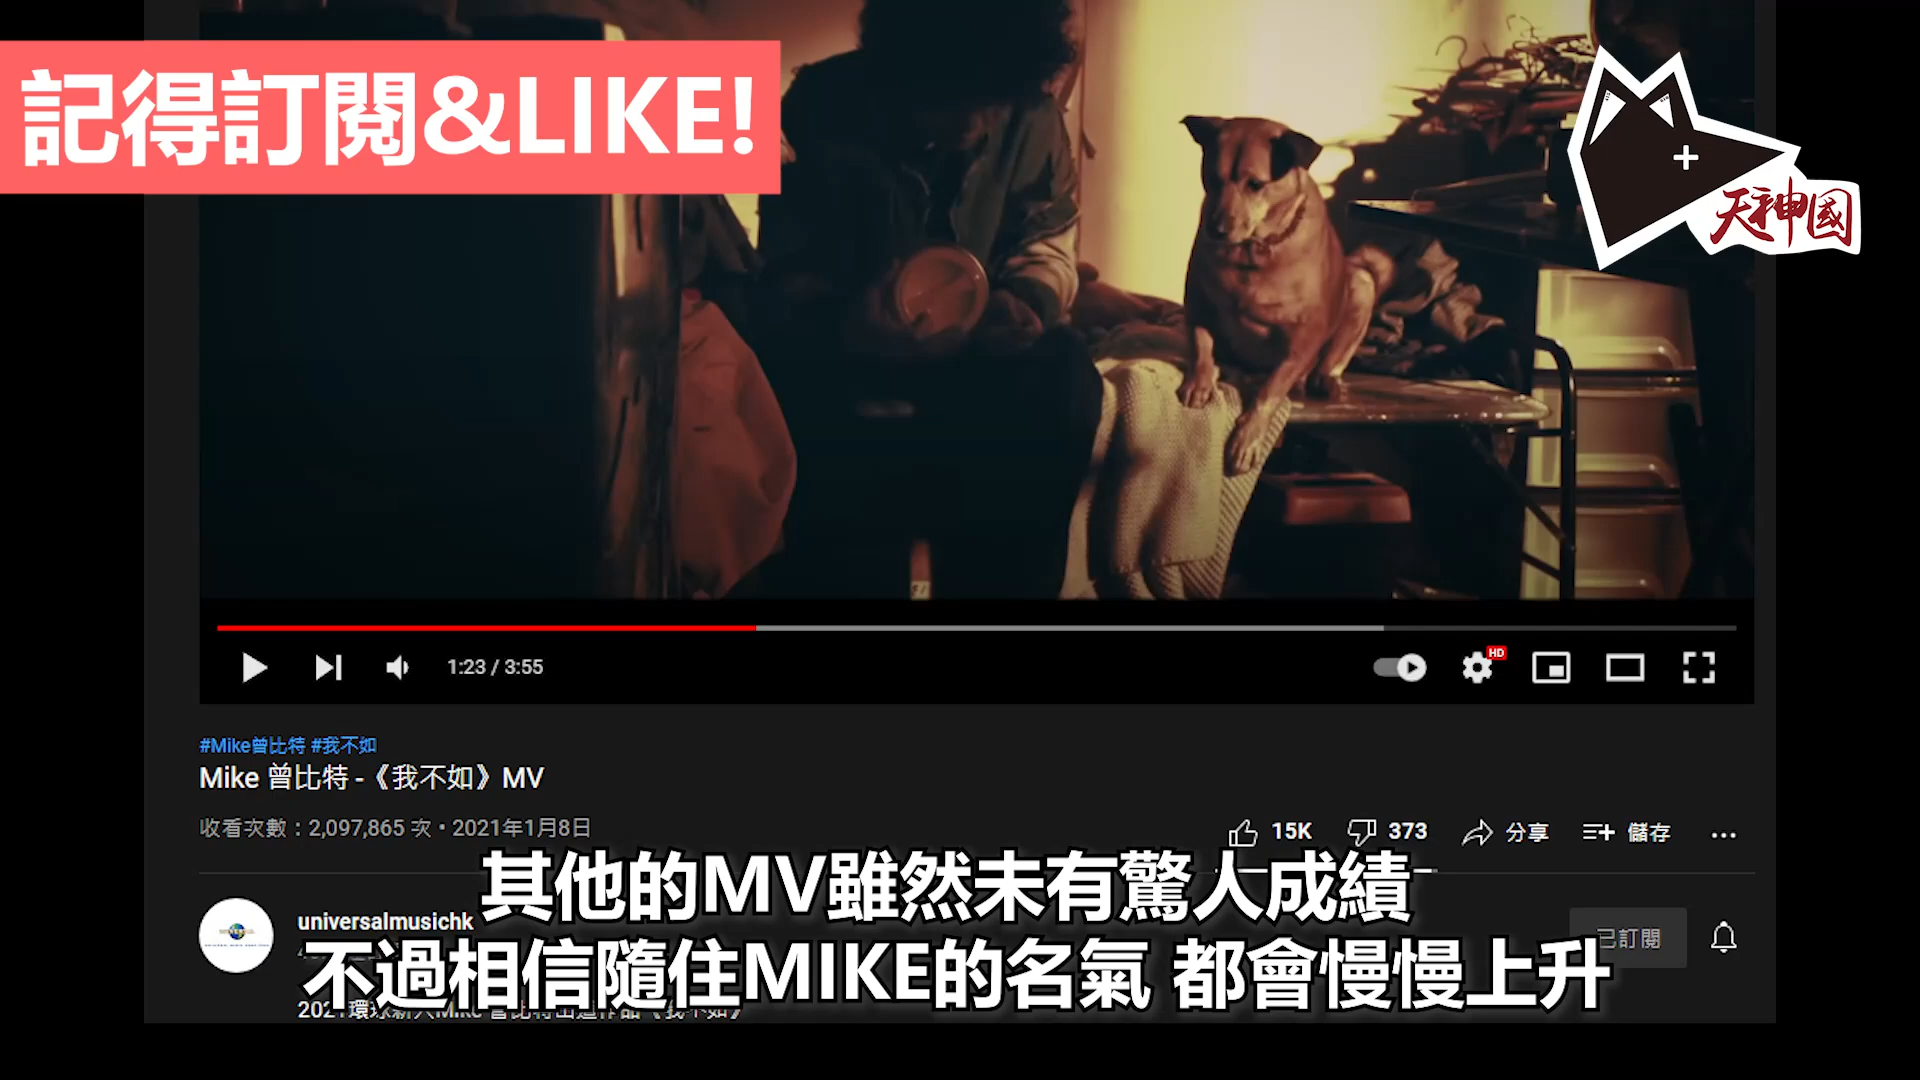 記得訂閱&LIKE!
天神國
1:23 / 3:55
HD
#Mike曾比特 #我不如
Mike 曾比特 -《我不如》MV
收看次數：2,097,865 次 • 2021年1月8日
15K
373
分享
儲存
其他的MV雖然未有驚人成績
universalmusichk
已訂閱
不過相信隨住MIKE的名氣 都會慢慢上升